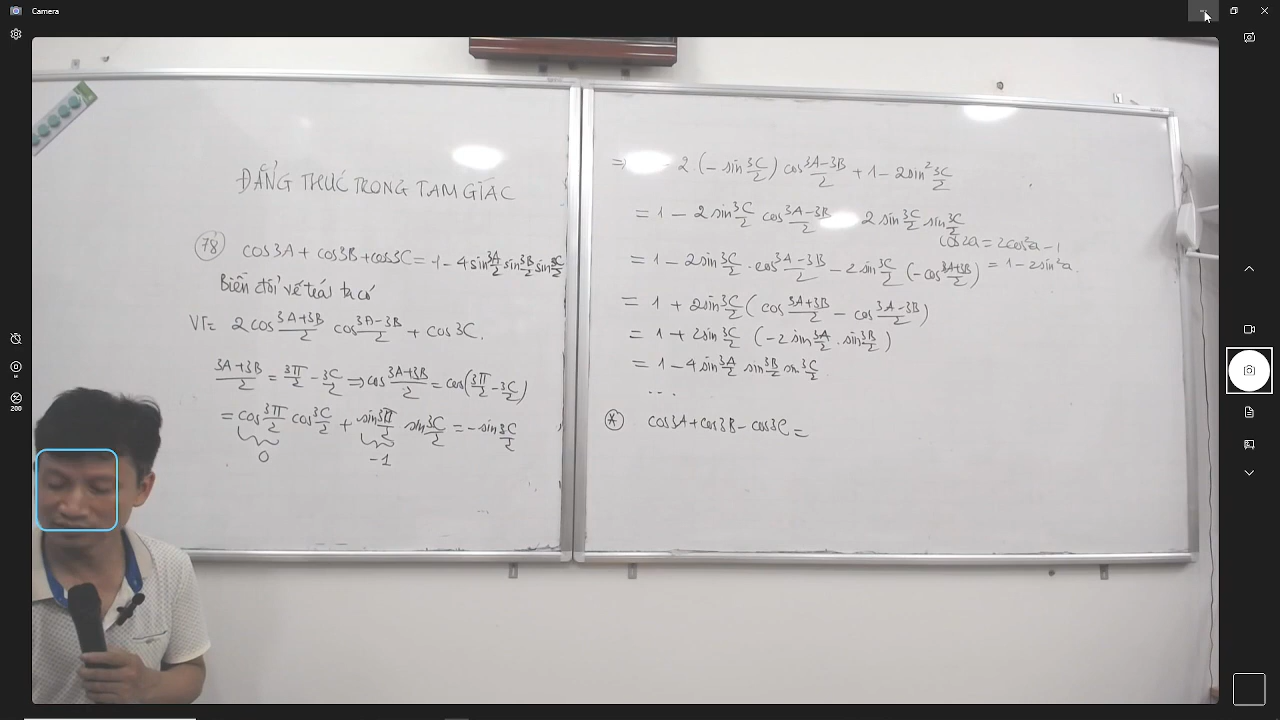 Camera
ĐẲNG THỨC TRONG TAM GIÁC
78 cos3A + cos3B + cos3C = 1 - 4 sin 3A/2 sin 3B/2 sin 3C/2
Biến đổi vế trái ta có
VT = 2cos (3A+3B)/2 cos (3A-3B)/2 + cos3C.
(3A+3B)/2 = 3π/2 - 3C/2 ⇒ cos (3A+3B)/2 = cos(3π/2 - 3C/2)
= cos 3π/2 cos 3C/2 + sin 3π/2 sin 3C/2 = - sin 3C/2
0 -1
⇒ 2.(- sin 3C/2) cos (3A-3B)/2 + 1 - 2sin² 3C/2
= 1 - 2 sin 3C/2 cos (3A-3B)/2 2 sin 3C/2 sin 3C/2
cos2a = 2cos²a - 1
= 1 - 2sin²a.
= 1 - 2sin 3C/2 . cos (3A-3B)/2 - 2 sin 3C/2 (- cos (3A+3B)/2)
= 1 + 2sin 3C/2 ( cos (3A+3B)/2 - cos (3A-3B)/2 )
= 1 + 2sin 3C/2 (-2 sin 3A/2 . sin 3B/2)
= 1 - 4 sin 3A/2 sin 3B/2 sin 3C/2
...
* cos3A + cos3B - cos3C =
200